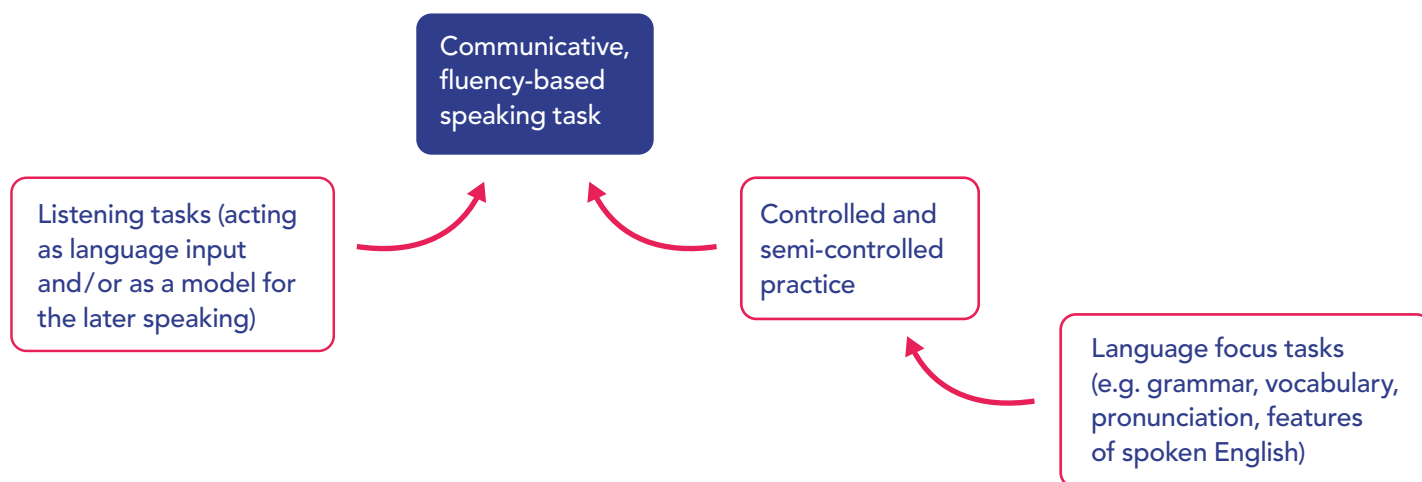 Communicative,
fluency-based
speaking task
Listening tasks (acting
as language input
and/or as a model for
the later speaking)
Controlled and
semi-controlled
practice
Language focus tasks
(e.g. grammar, vocabulary,
pronunciation, features
of spoken English)